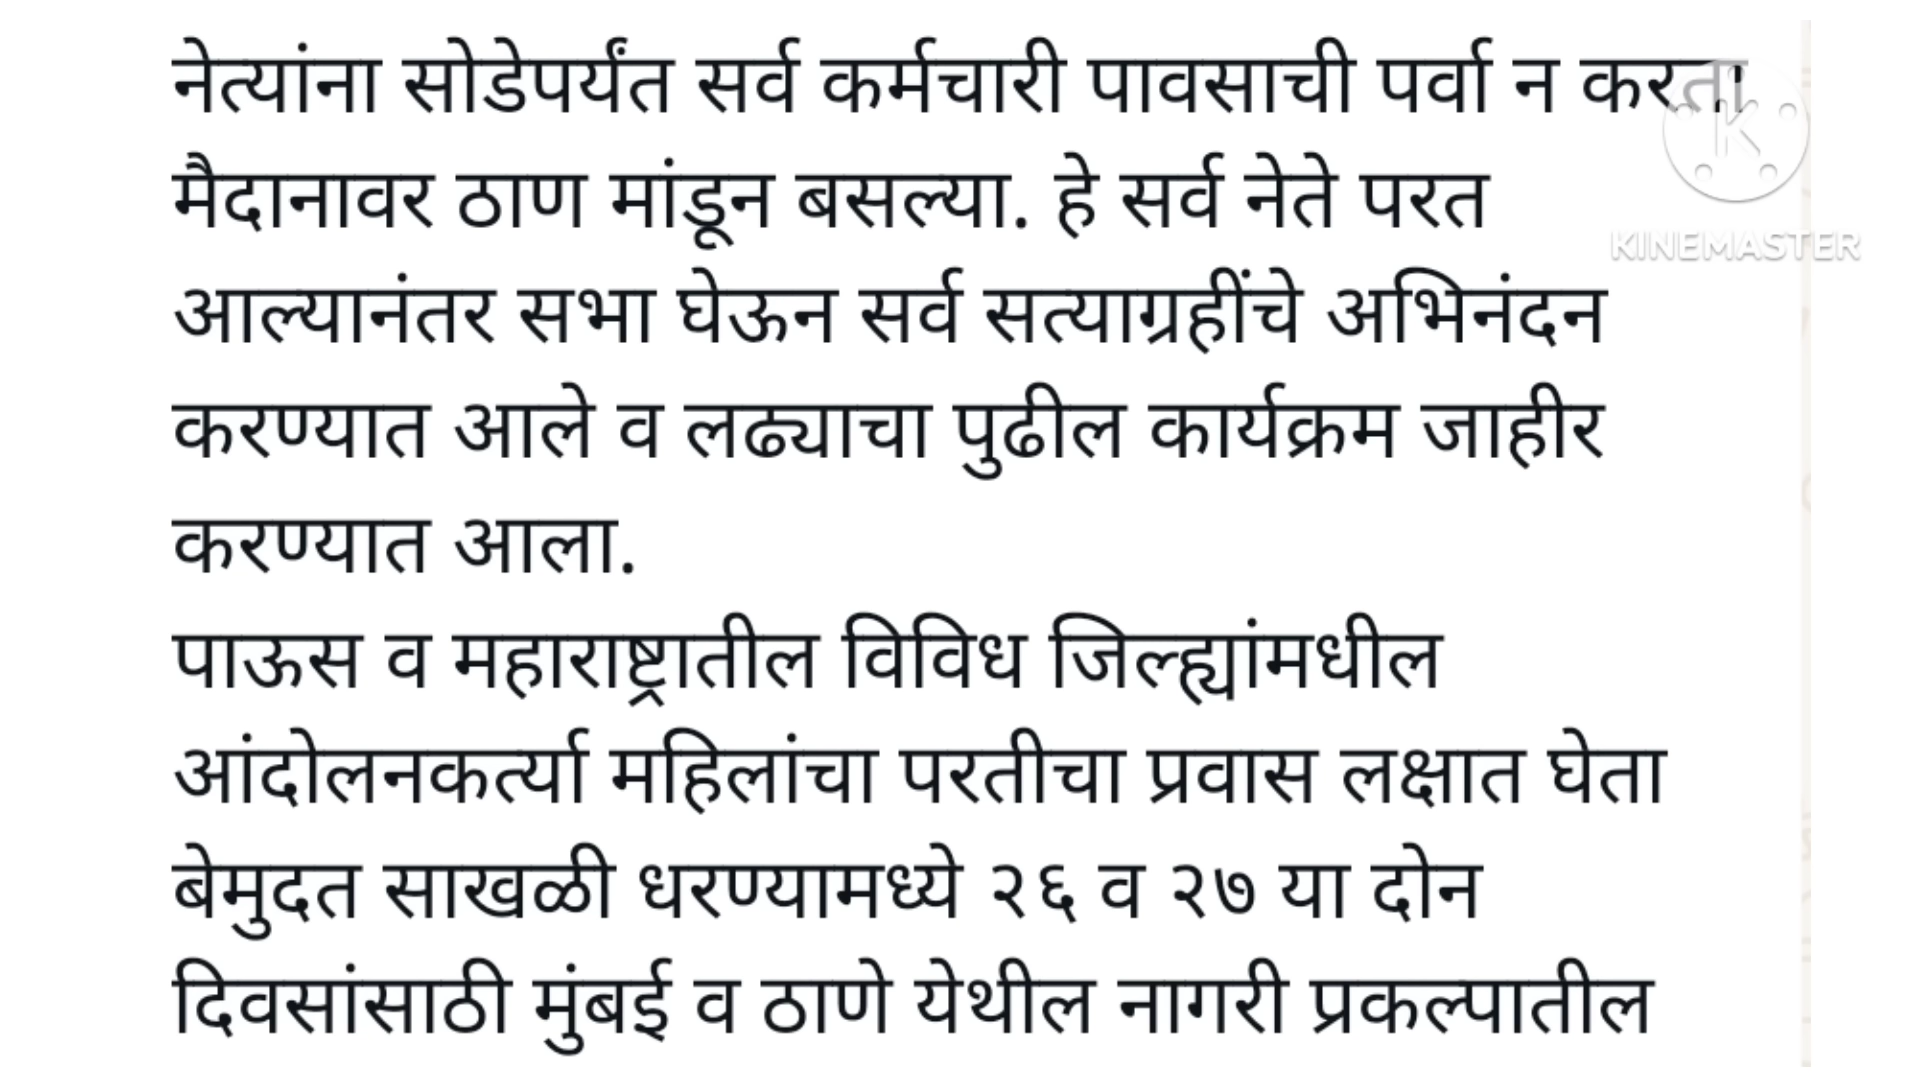 नेत्यांना सोडेपर्यंत सर्व कर्मचारी पावसाची पर्वा न करता
मैदानावर ठाण मांडून बसल्या. हे सर्व नेते परत
आल्यानंतर सभा घेऊन सर्व सत्याग्रहींचे अभिनंदन
करण्यात आले व लढ्याचा पुढील कार्यक्रम जाहीर
करण्यात आला.
पाऊस व महाराष्ट्रातील विविध जिल्ह्यांमधील
आंदोलनकर्त्या महिलांचा परतीचा प्रवास लक्षात घेता
बेमुदत साखळी धरण्यामध्ये २६ व २७ या दोन
दिवसांसाठी मुंबई व ठाणे येथील नागरी प्रकल्पातील
K
KINEMASTER